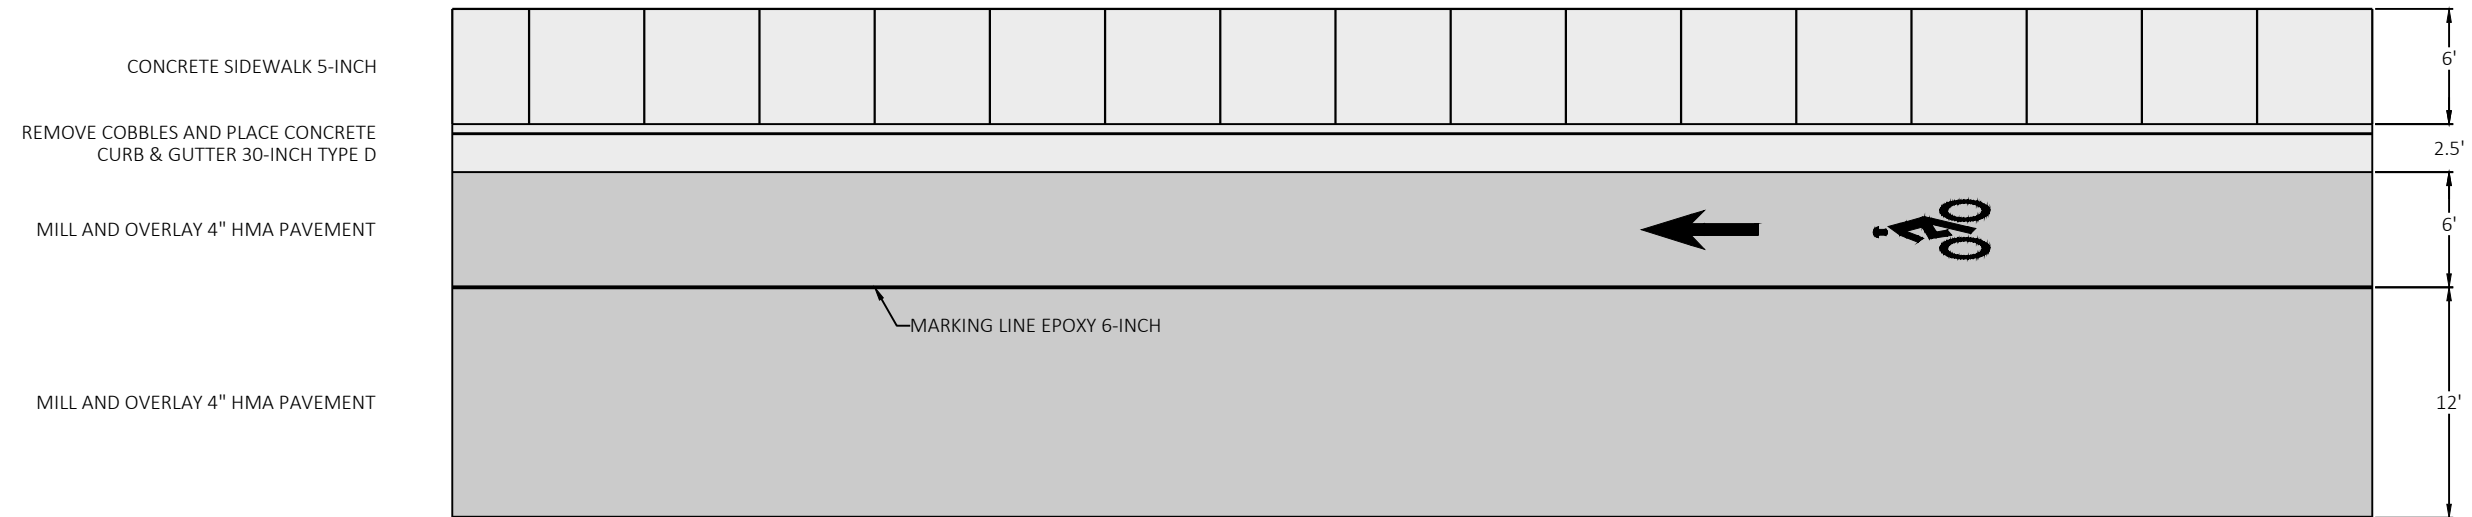 CONCRETE SIDEWALK 5-INCH
6'
REMOVE COBBLES AND PLACE CONCRETE
CURB & GUTTER 30-INCH TYPE D
2.5'
MILL AND OVERLAY 4" HMA PAVEMENT
6'
MARKING LINE EPOXY 6-INCH
MILL AND OVERLAY 4" HMA PAVEMENT
12'